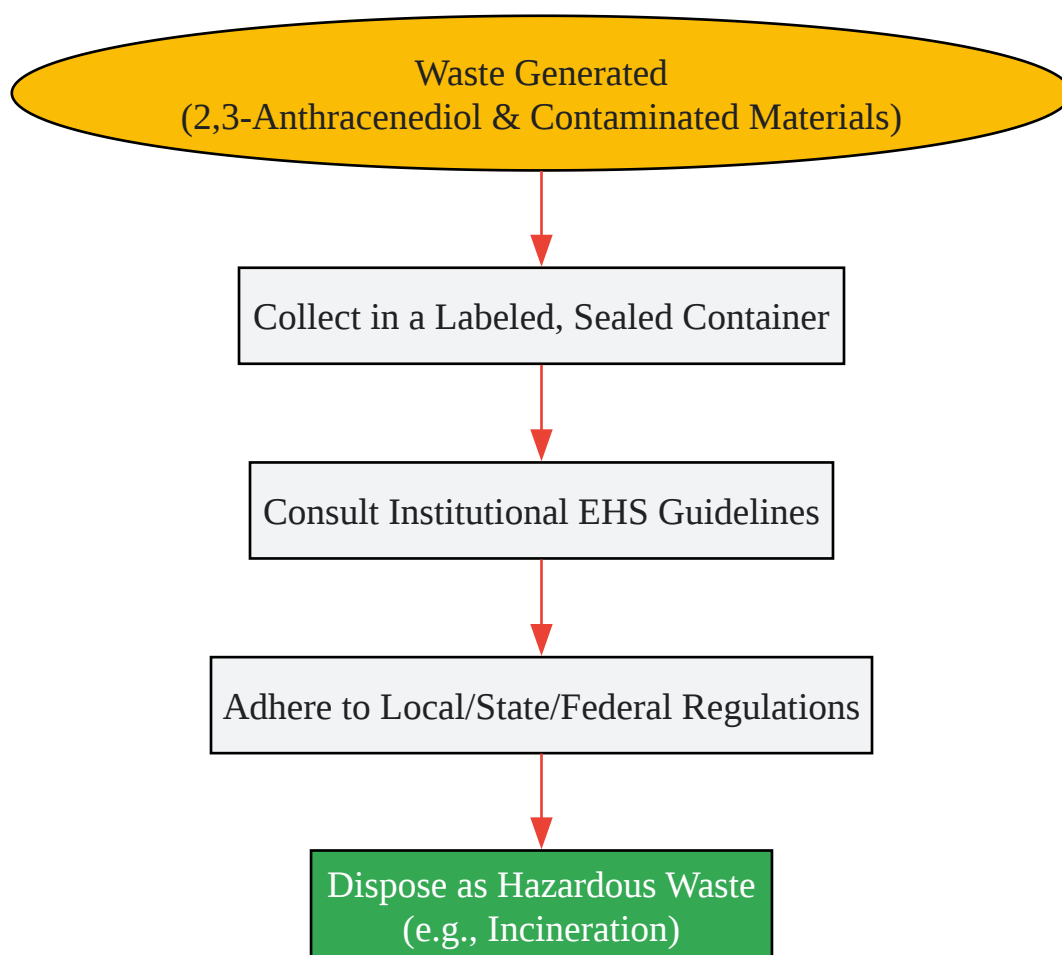 Waste Generated
(2,3-Anthracenediol & Contaminated Materials)
Collect in a Labeled, Sealed Container
Consult Institutional EHS Guidelines
Adhere to Local/State/Federal Regulations
Dispose as Hazardous Waste
(e.g., Incineration)